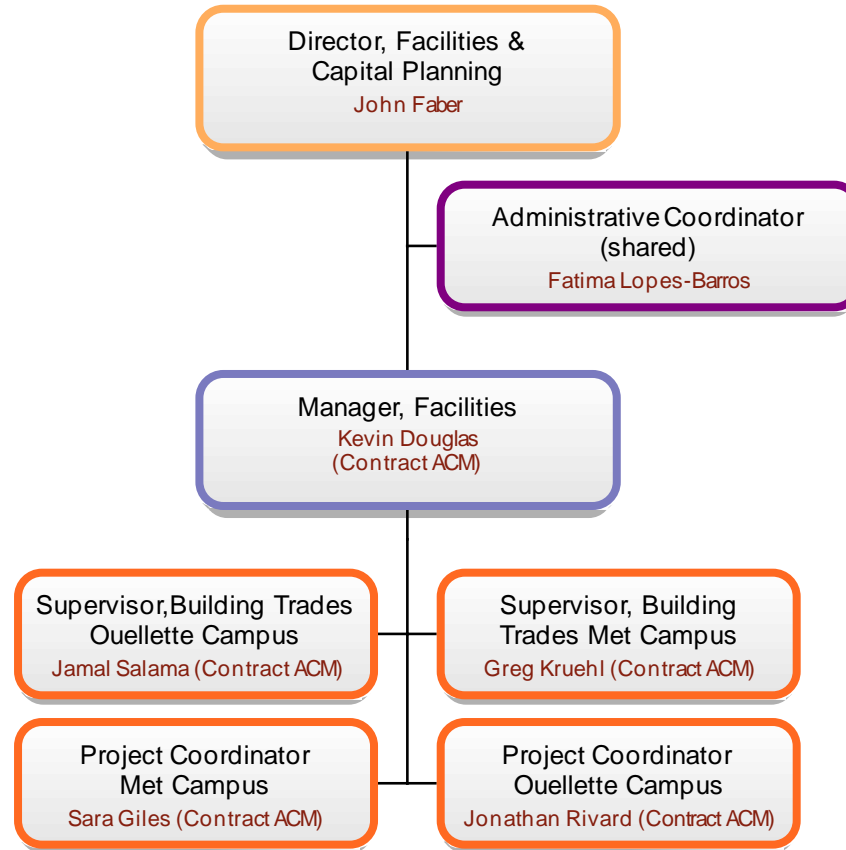 Director, Facilities &
Capital Planning
John Faber
Administrative Coordinator
(shared)
Fatima Lopes-Barros
Manager, Facilities
Kevin Douglas
(Contract ACM)
Supervisor,Building Trades
Ouellette Campus
Jamal Salama (Contract ACM)
Supervisor, Building
Trades Met Campus
Greg Kruehl (Contract ACM)
Project Coordinator
Met Campus
Sara Giles (Contract ACM)
Project Coordinator
Ouellette Campus
Jonathan Rivard (Contract ACM)